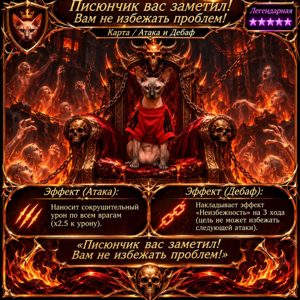 Писюнчик вас заметил!
Вам не избежать проблем!
Легендарная
Карта / Атака и Дебаф
Эффект (Атака):
Наносит сокрушительный
урон по всем врагам
(x2.5 к урону).
Эффект (Дебаф):
Накладывает эффект
«Неизбежность» на 3 хода
(цель не может избежать
следующей атаки).
«Писюнчик вас заметил!
Вам не избежать проблем!»